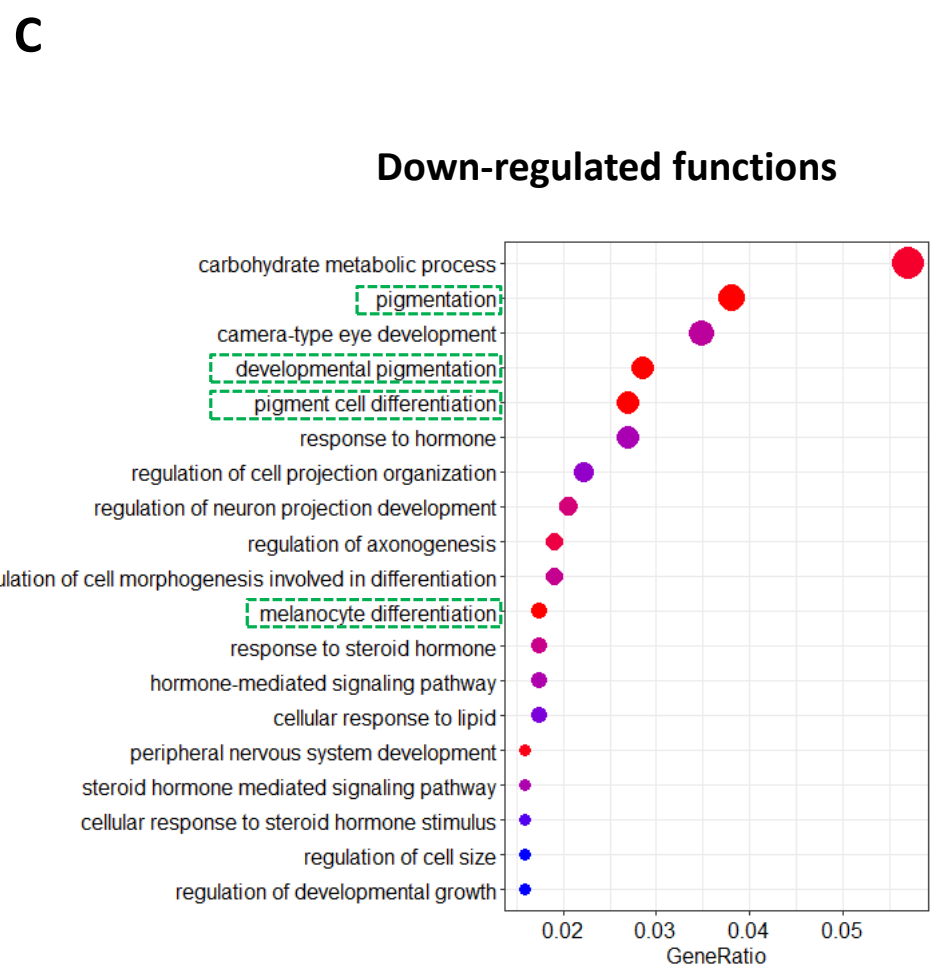 C
Down-regulated functions
carbohydrate metabolic process
pigmentation
camera-type eye development
developmental pigmentation
pigment cell differentiation
response to hormone
regulation of cell projection organization
regulation of neuron projection development
regulation of axonogenesis
ulation of cell morphogenesis involved in differentiation
melanocyte differentiation
response to steroid hormone
hormone-mediated signaling pathway
cellular response to lipid
peripheral nervous system development
steroid hormone mediated signaling pathway
cellular response to steroid hormone stimulus
regulation of cell size
regulation of developmental growth
0.02 0.03 0.04 0.05
GeneRatio